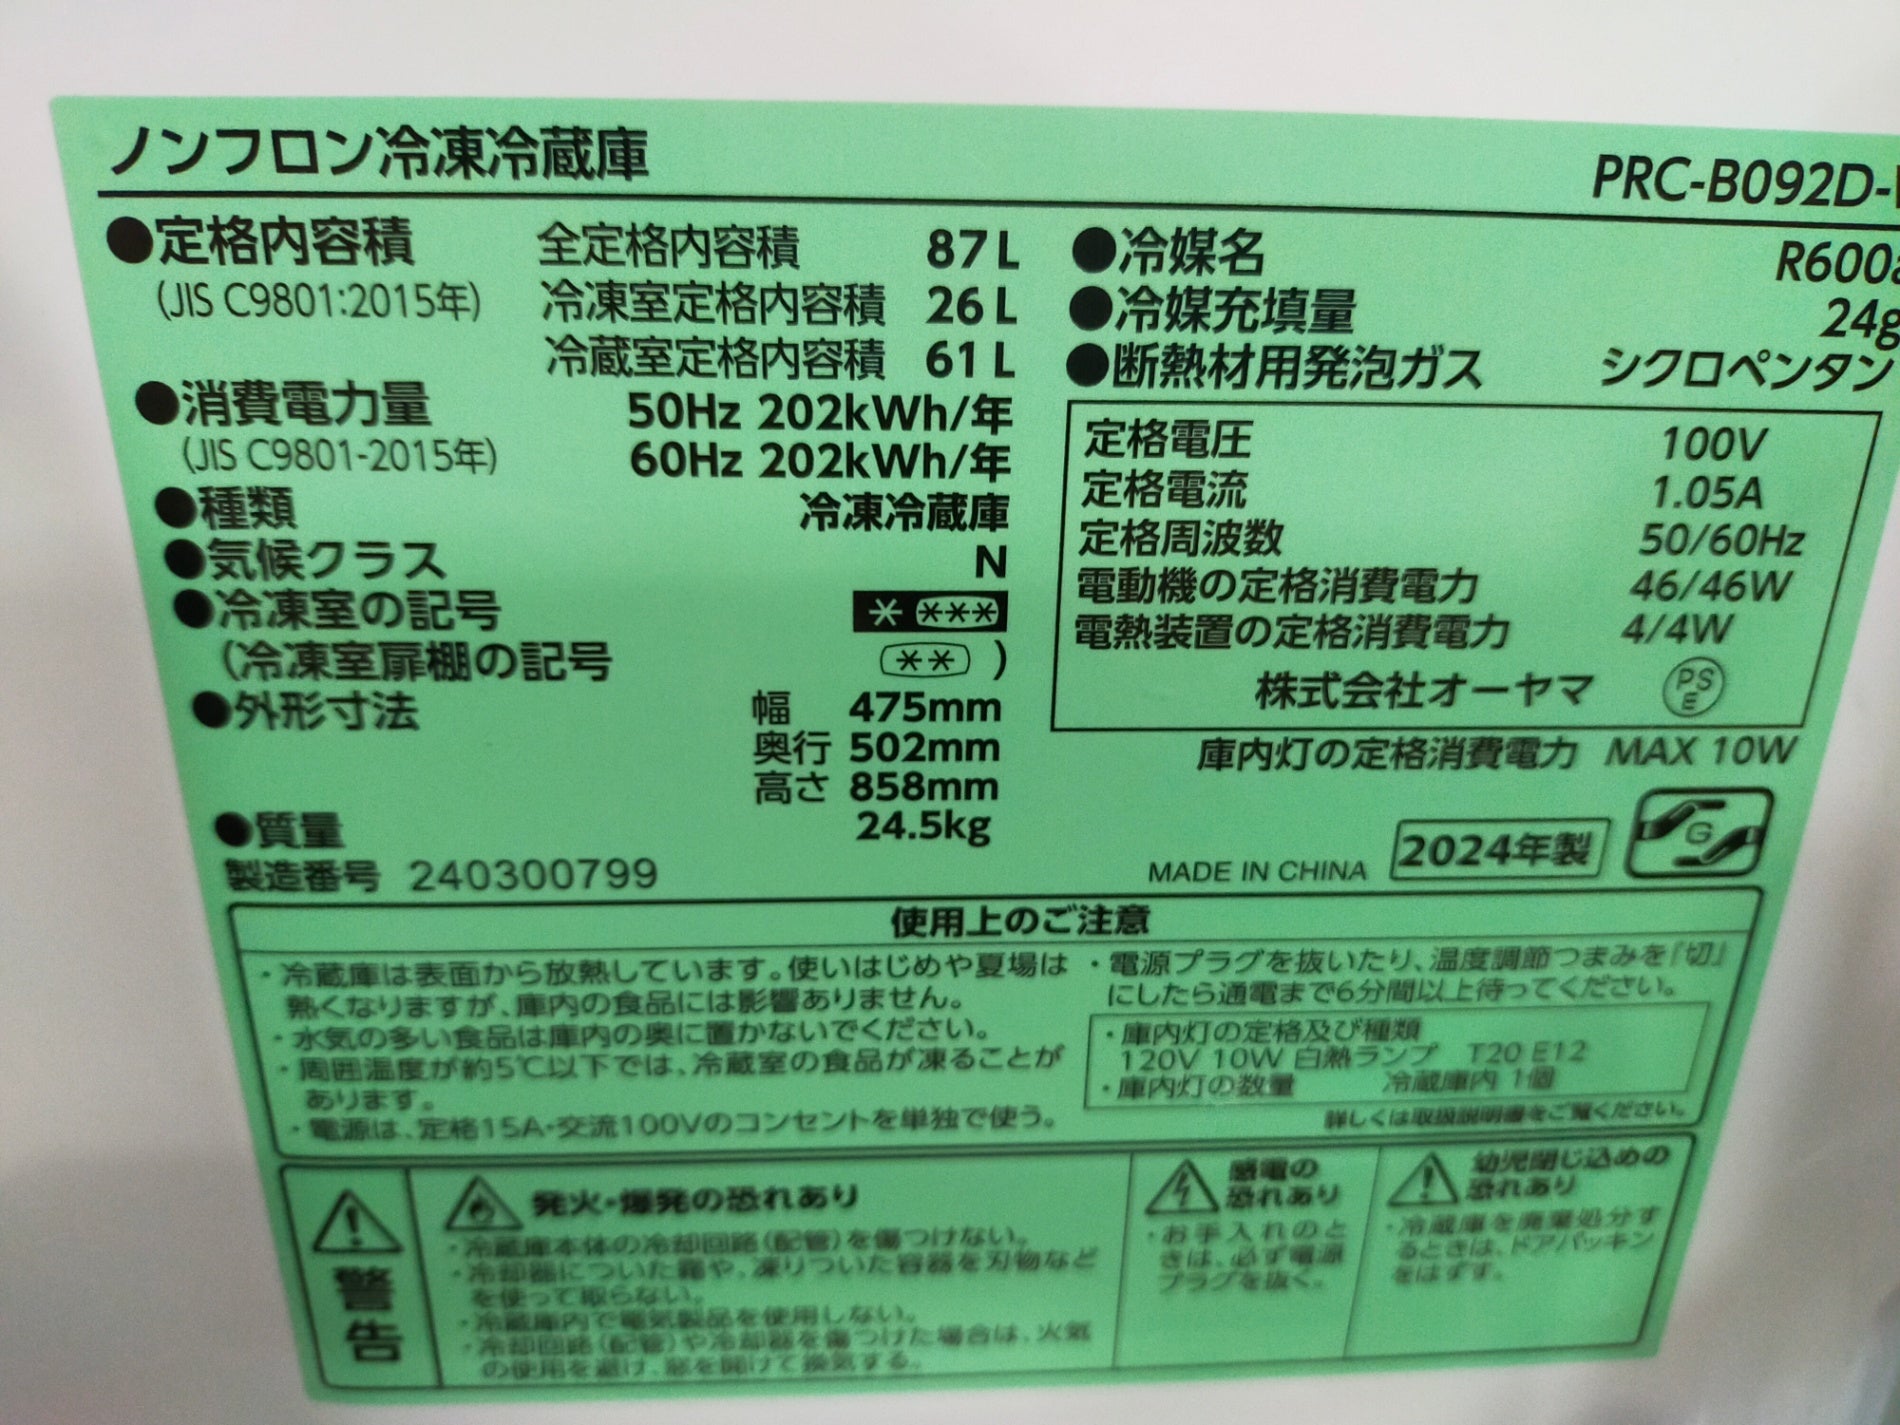 ノンフロン冷凍冷蔵庫
PRC-B092D-
●定格内容積 全定格内容積 87L
(JIS C9801:2015年) 冷凍室定格内容積 26L
冷蔵室定格内容積 61L
●消費電力量 50Hz 202kWh/年
(JIS C9801-2015年) 60Hz 202kWh/年
●種類 冷凍冷蔵庫
●気候クラス N
●冷凍室の記号 * ***
(冷凍室扉棚の記号 ** )
●外形寸法 幅 475mm
奥行 502mm
高さ 858mm
●質量 24.5kg
製造番号 240300799
●冷媒名 R600a
●冷媒充填量 24g
●断熱材用発泡ガス シクロペンタン
定格電圧 100V
定格電流 1.05A
定格周波数 50/60Hz
電動機の定格消費電力 46/46W
電熱装置の定格消費電力 4/4W
株式会社オーヤマ PSE
庫内灯の定格消費電力 MAX 10W
MADE IN CHINA 2024年製 G
使用上のご注意
・冷蔵庫は表面から放熱しています。使いはじめや夏場は
熱くなりますが、庫内の食品には影響ありません。
・水気の多い食品は庫内の奥に置かないでください。
・周囲温度が約5℃以下では、冷蔵室の食品が凍ることが
あります。
・電源は、定格15A・交流100Vのコンセントを単独で使う。
・電源プラグを抜いたり、温度調節つまみを「切」
にしたら通電まで6分間以上待ってください。
・庫内灯の定格及び種類
120V 10W 白熱ランプ T20 E12
・庫内灯の数量 冷蔵庫内 1個
詳しくは取扱説明書をご覧ください。
警告
発火・爆発の恐れあり
・冷蔵庫本体の冷却回路(配管)を傷つけない。
・冷却器についた霜や、凍りついた容器を刃物など
を使って取らない。
・冷蔵庫内で電気製品を使用しない。
・冷却回路(配管)や冷却器を傷つけた場合は、火気
の使用を避け、窓を開けて換気する。
感電の
恐れあり
・お手入れのと
きは、必ず電源
プラグを抜く。
幼児閉じ込めの
恐れあり
・冷蔵庫を廃棄処分す
るときは、ドアパッキン
をはずす。